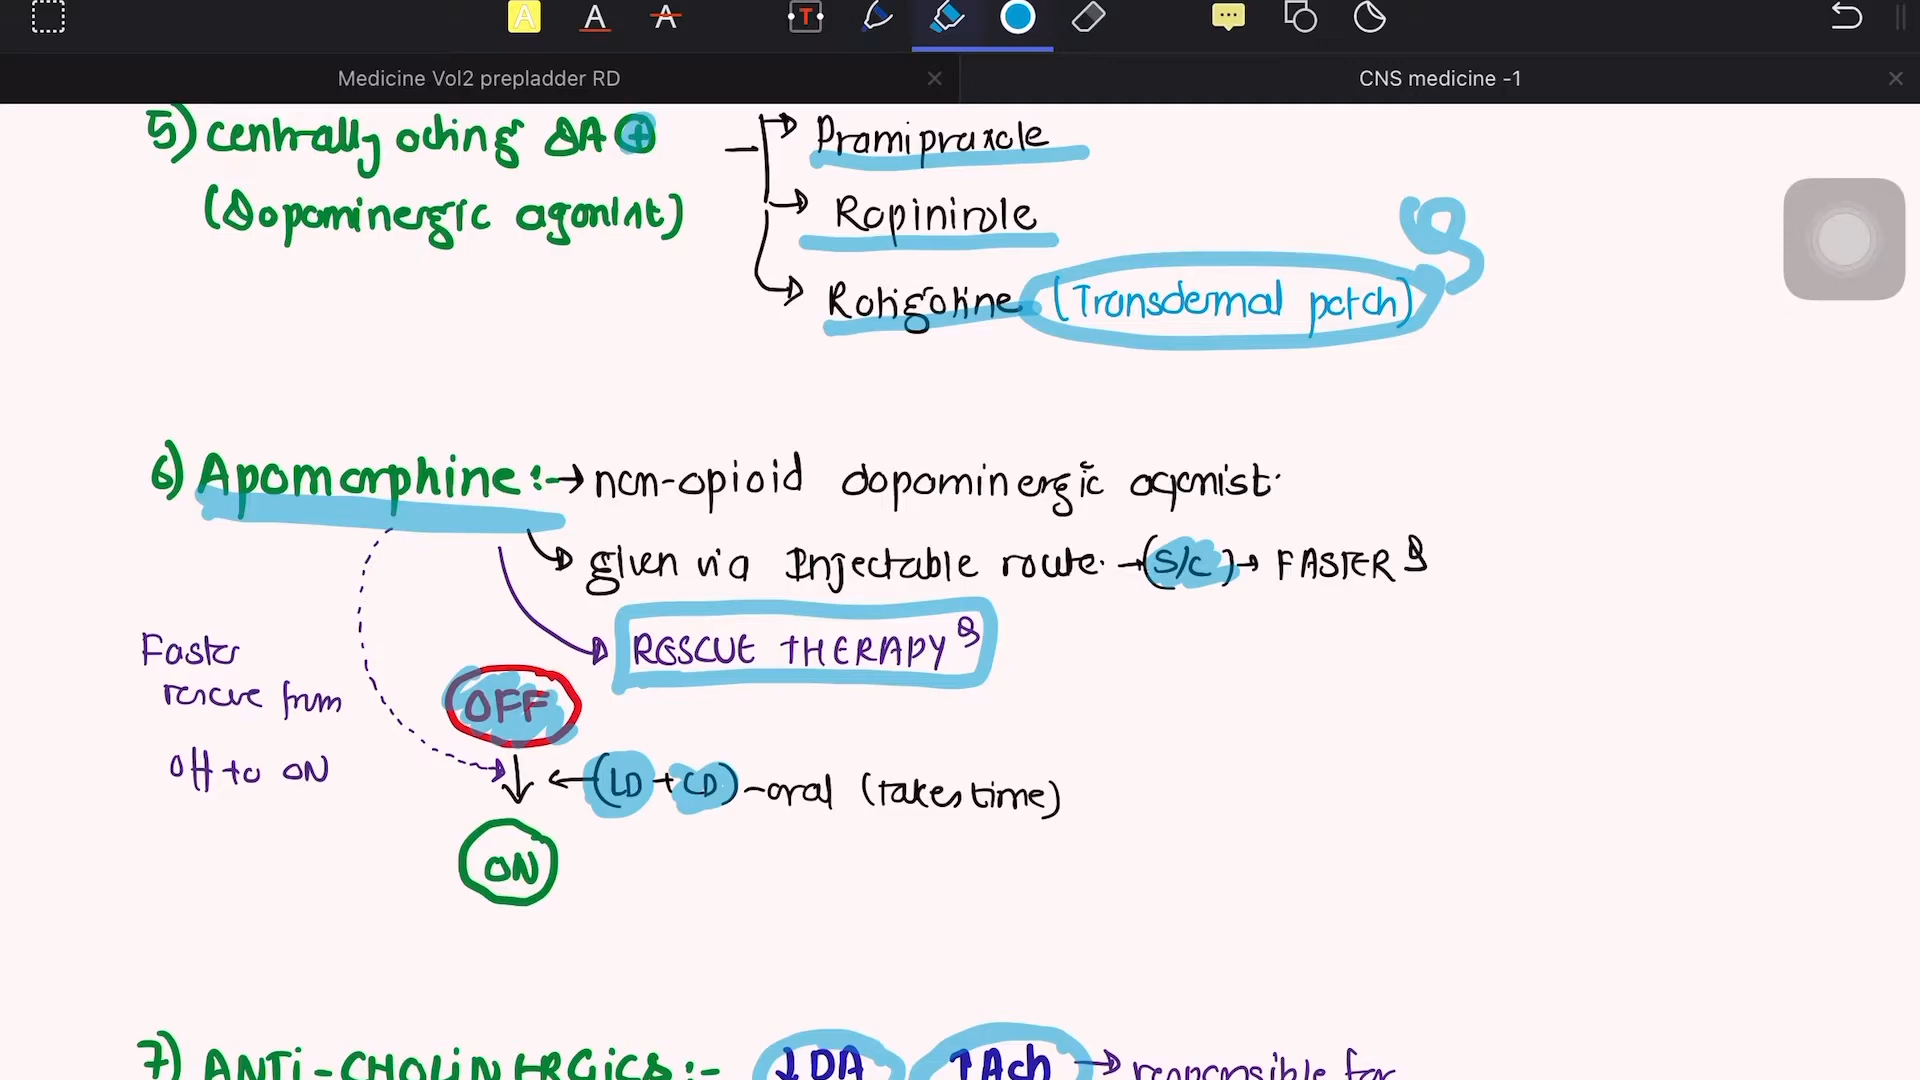 A A A T
Medicine Vol2 prepladder RD
CNS medicine -1
5) centrally acting DA +
(Dopaminergic agonist)
→ Pramipraxole
→ Ropinirole
→ Rotigotine (Transdermal patch)
6) Apomorphine :→ non-opioid dopaminergic agonist.
→ given via Injectable route. →(S/C)→ FASTER
→ RESCUE THERAPY
Faster
rescue from
off to ON
OFF
↓ ← (LD + CD) -oral (takes time)
ON
7) ANTI-CHOLINERGICS :- ↓DA ↑Ach → responsible for